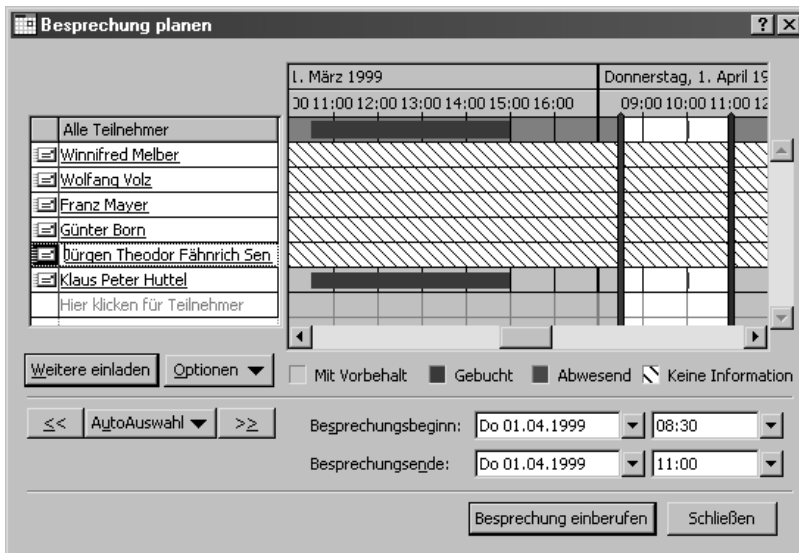 Besprechung planen
l. März 1999
Donnerstag, 1. April 19
00 11:00 12:00 13:00 14:00 15:00 16:00
09:00 10:00 11:00 12
Alle Teilnehmer
Winnifred Melber
Wolfang Volz
Franz Mayer
Günter Born
Jürgen Theodor Fähnrich Sen
Klaus Peter Huttel
Hier klicken für Teilnehmer
Weitere einladen
Optionen
Mit Vorbehalt
Gebucht
Abwesend
Keine Information
<<
AutoAuswahl
>>
Besprechungsbeginn:
Do 01.04.1999
08:30
Besprechungsende:
Do 01.04.1999
11:00
Besprechung einberufen
Schließen